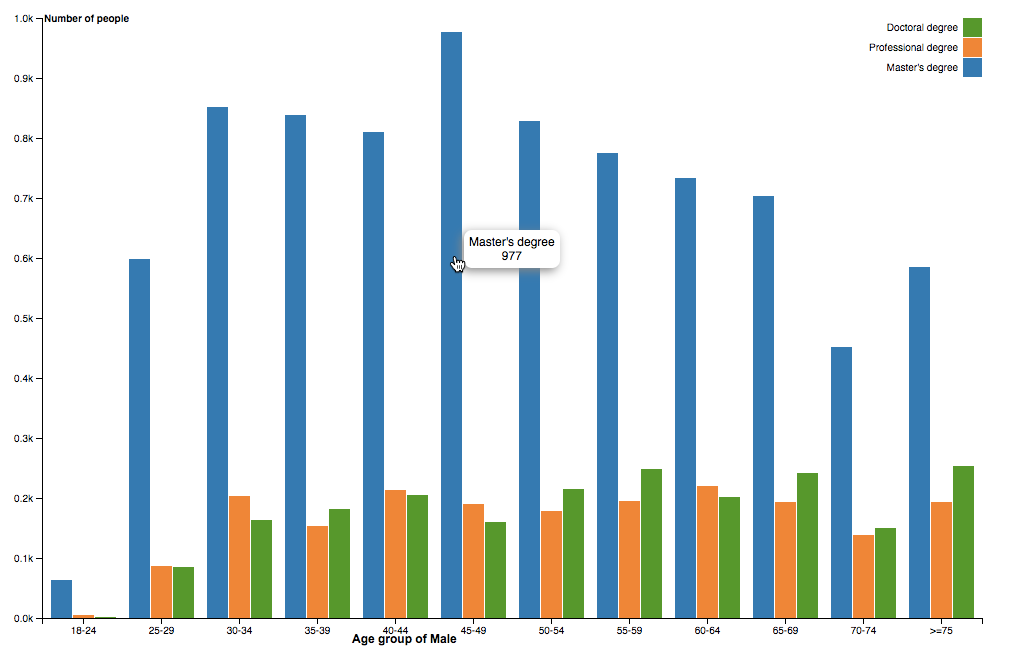 Number of people
1.0k
0.9k
0.8k
0.7k
0.6k
0.5k
0.4k
0.3k
0.2k
0.1k
0.0k
Doctoral degree
Professional degree
Master's degree
Master's degree
977
18-24 25-29 30-34 35-39 40-44 45-49 50-54 55-59 60-64 65-69 70-74 >=75
Age group of Male